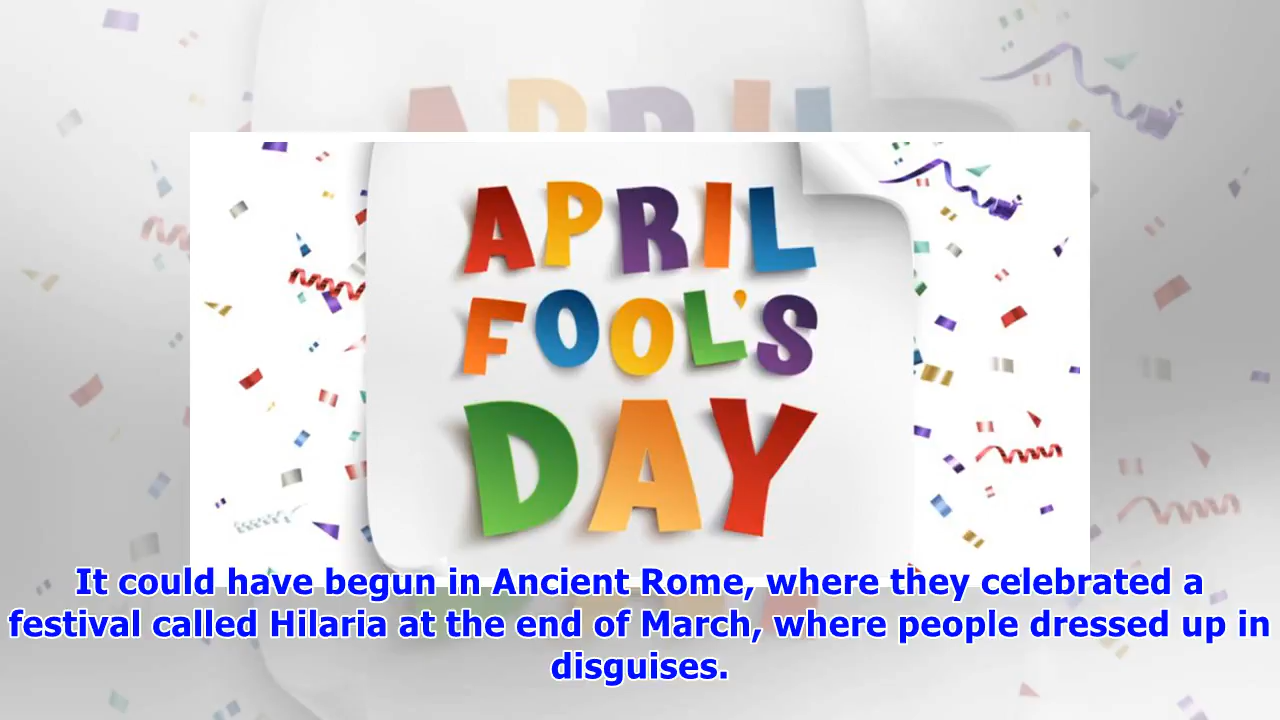 APRIL
APRIL
FOOL'S
DAY
It could have begun in Ancient Rome, where they celebrated a
festival called Hilaria at the end of March, where people dressed up in
disguises.